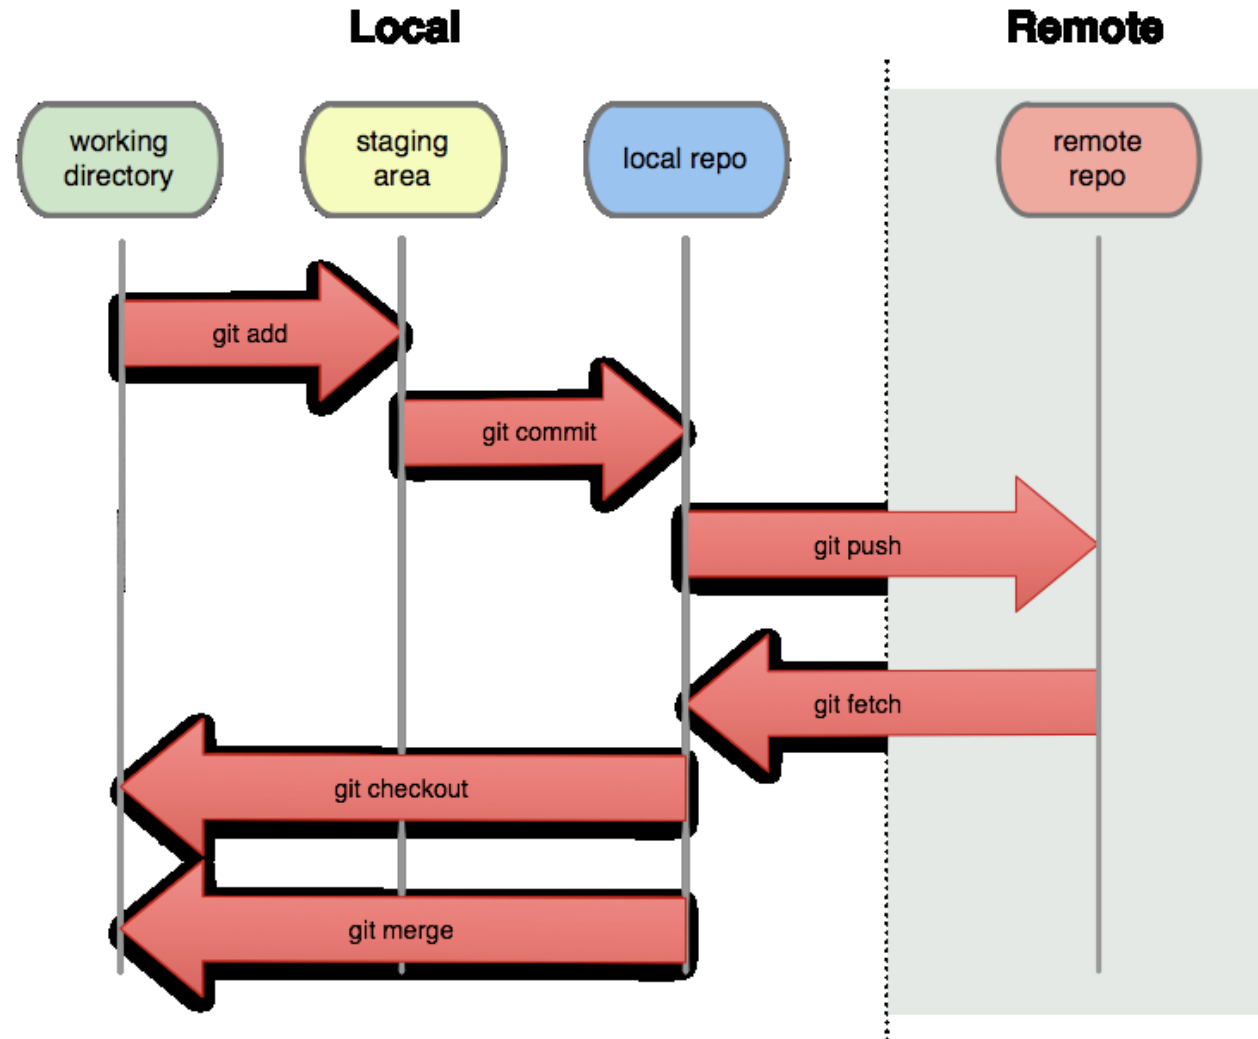 Local
Remote
working
directory
staging
area
local repo
remote
repo
git add
git commit
git push
git fetch
git checkout
git merge